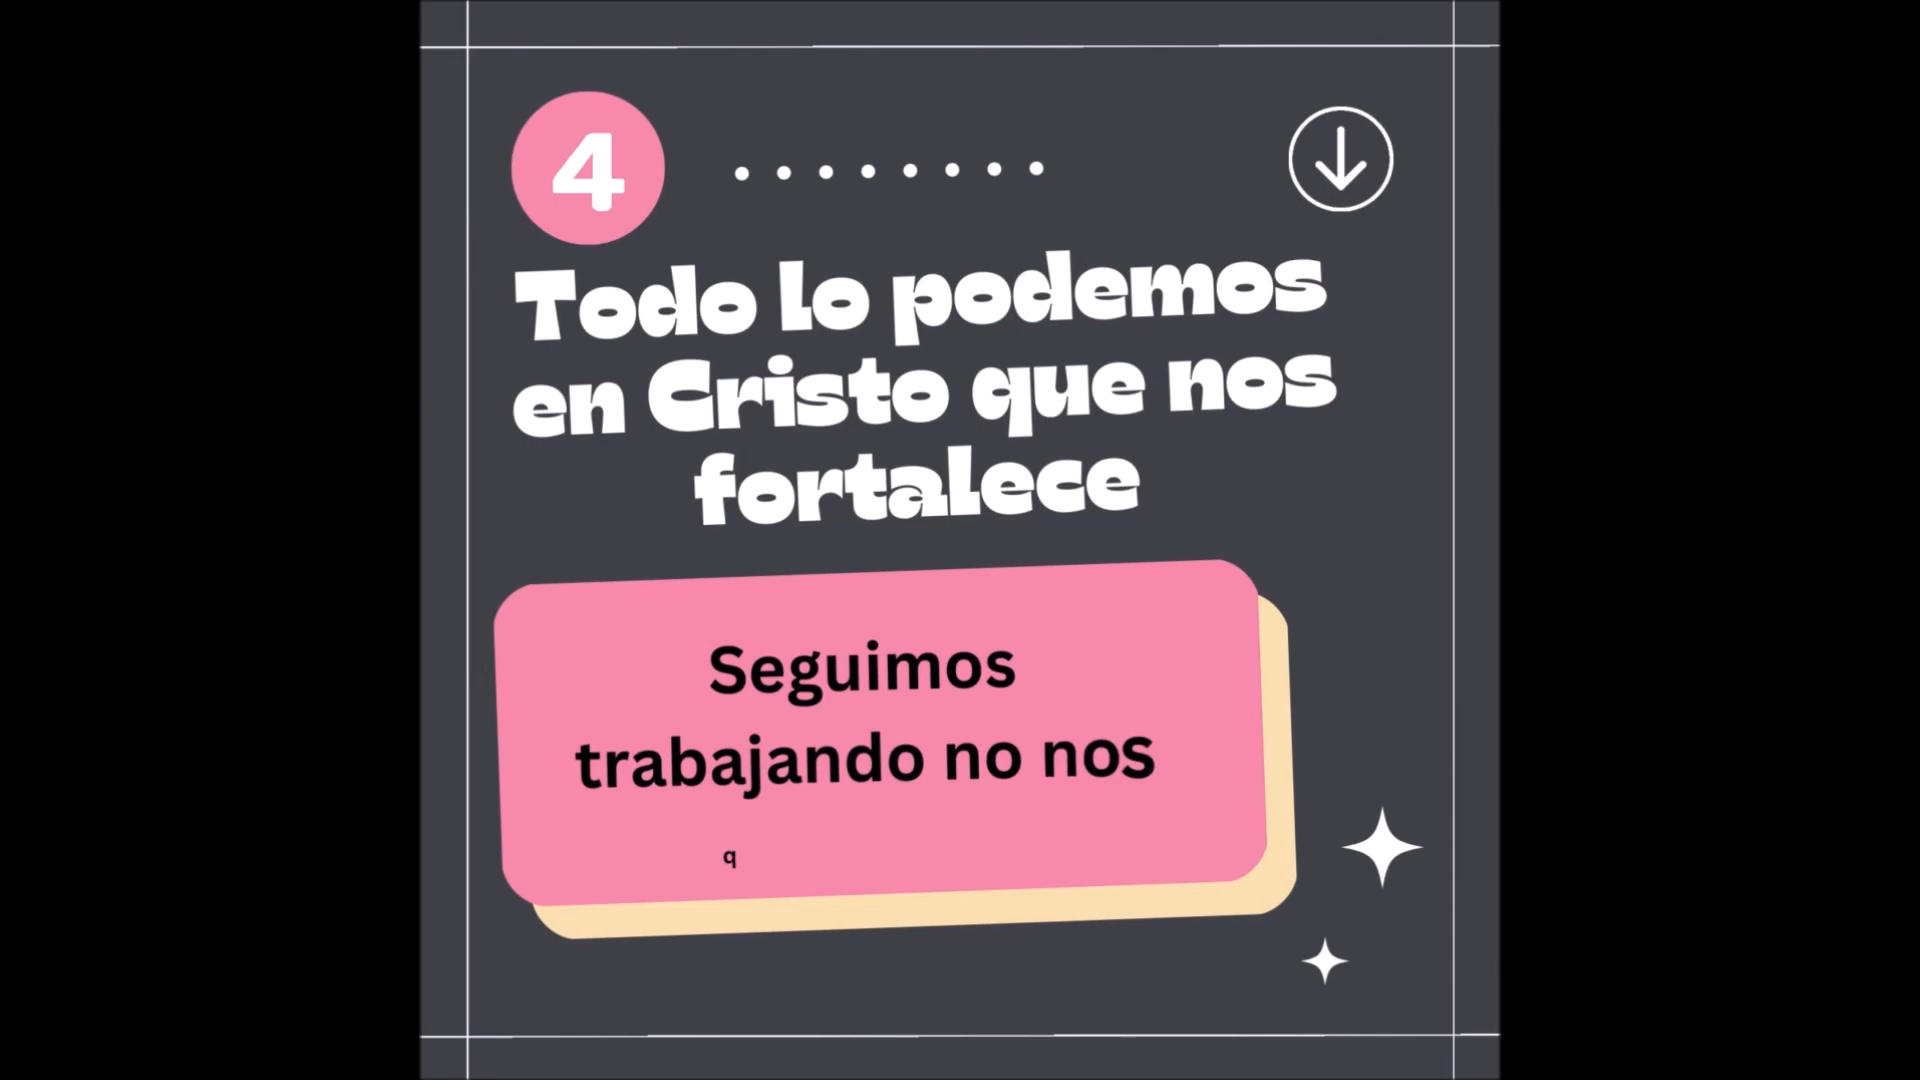 4
Todo lo podemos
en Cristo que nos
fortalece
Seguimos
trabajando no nos
q